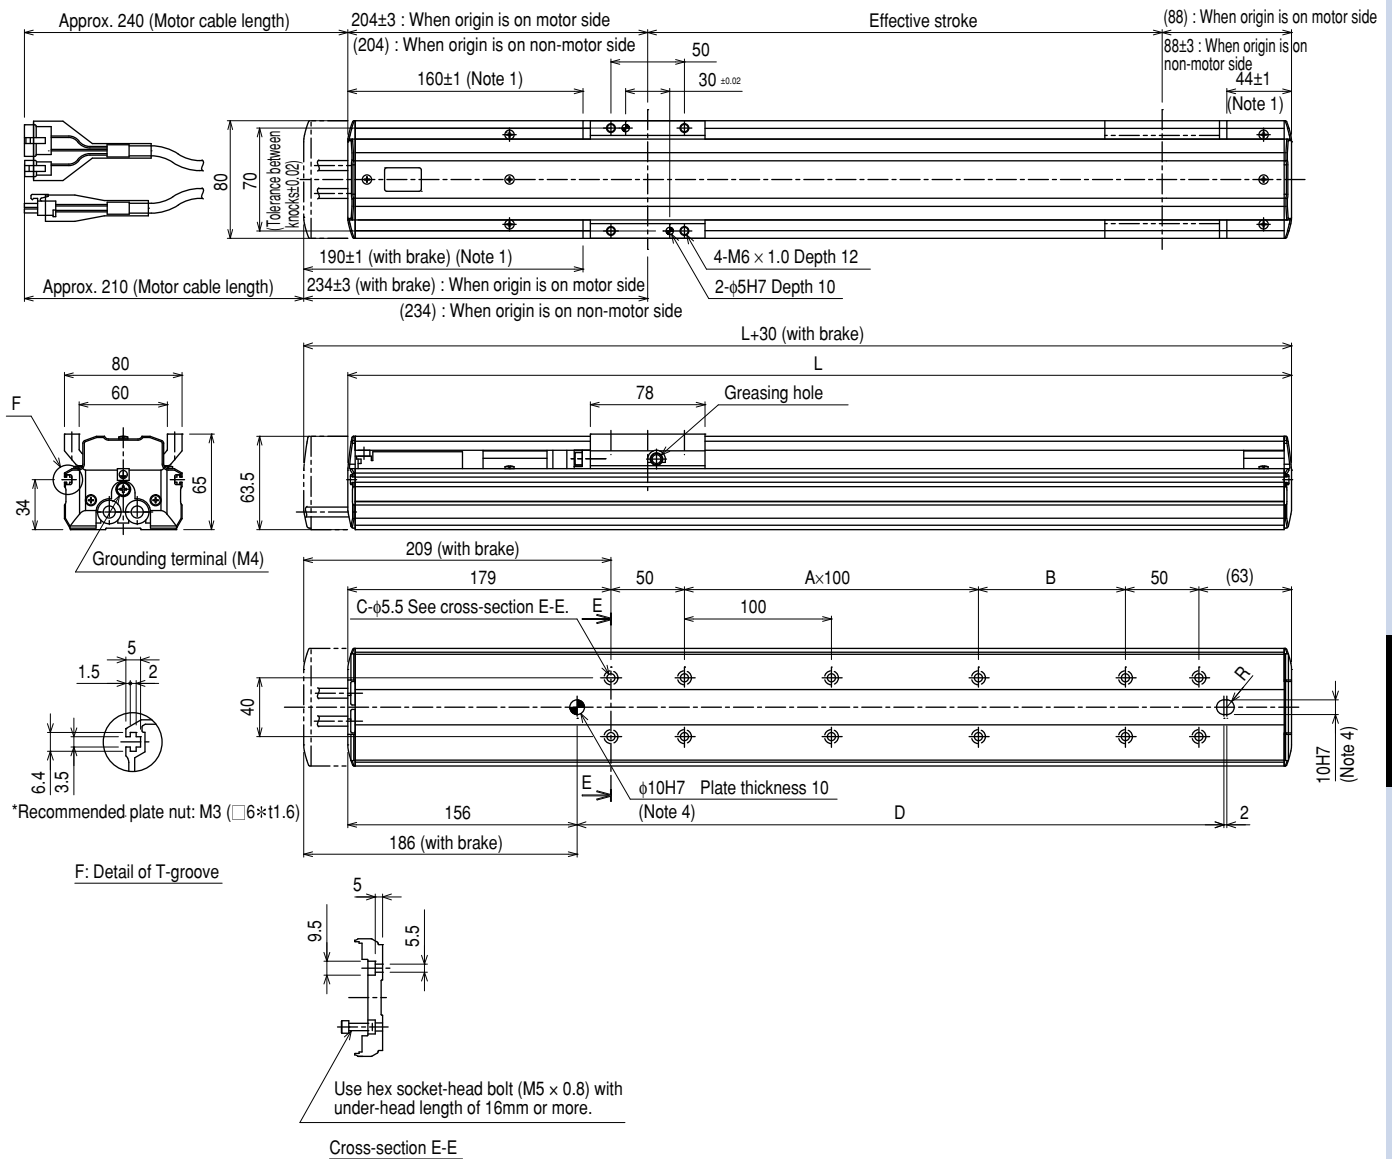 Approx. 240 (Motor cable length)
204±3 : When origin is on motor side
(204) : When origin is on non-motor side
Effective stroke
(88) : When origin is on motor side
88±3 : When origin is on
non-motor side
50
160±1 (Note 1)
30 ±0.02
44±1
(Note 1)
80
70
(Tolerance between
knocks±0.02)
190±1 (with brake) (Note 1)
4-M6 × 1.0 Depth 12
Approx. 210 (Motor cable length)
234±3 (with brake) : When origin is on motor side
2-ϕ5H7 Depth 10
(234) : When origin is on non-motor side
L+30 (with brake)
80
L
60
78
Greasing hole
F
34
65
63.5
Grounding terminal (M4)
209 (with brake)
179
50
A×100
B
50
(63)
C-ϕ5.5 See cross-section E-E.
E
100
5
1.5
2
40
R
6.4
3.5
10H7
(Note 4)
E
ϕ10H7 Plate thickness 10
(Note 4)
*Recommended plate nut: M3 (□6*t1.6)
156
D
2
186 (with brake)
F: Detail of T-groove
5
9.5
5.5
Use hex socket-head bolt (M5 × 0.8) with
under-head length of 16mm or more.
Cross-section E-E